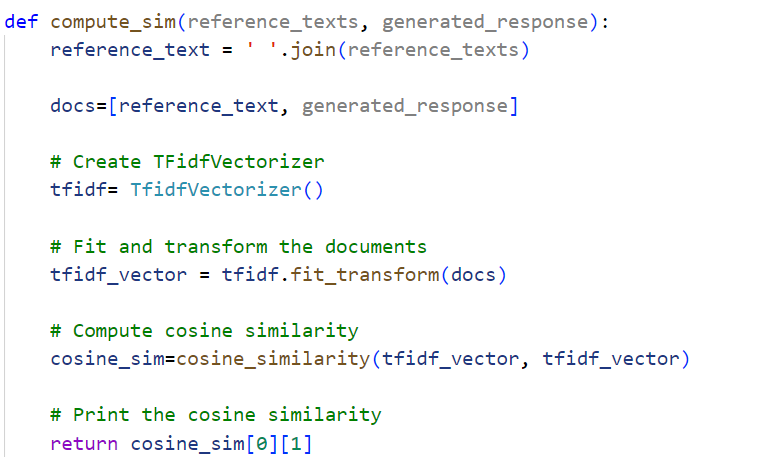 def compute_sim(reference_texts, generated_response):
    reference_text = ' '.join(reference_texts)
    docs=[reference_text, generated_response]
    # Create TFidfVectorizer
    tfidf= TfidfVectorizer()
    # Fit and transform the documents
    tfidf_vector = tfidf.fit_transform(docs)
    # Compute cosine similarity
    cosine_sim=cosine_similarity(tfidf_vector, tfidf_vector)
    # Print the cosine similarity
    return cosine_sim[0][1]